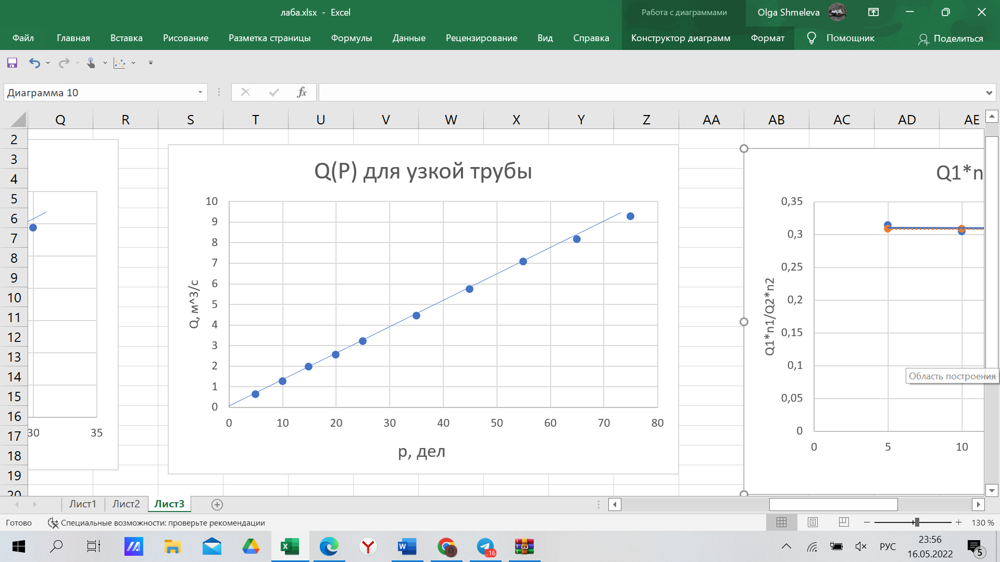 лаба.xlsx - Excel
Работа с диаграммами
Olga Shmeleva
Файл Главная Вставка Рисование Разметка страницы Формулы Данные Рецензирование Вид Справка Конструктор диаграмм Формат Помощник Поделиться
Диаграмма 10
fx
Q R S T U V W X Y Z AA AB AC AD AE
2
3
4
5
6
7
8
9
10
11
12
13
14
15
16
17
18
19
20
30 35
Q(P) для узкой трубы
10
9
8
7
6
5
4
3
2
1
0
Q, м^3/с
0 10 20 30 40 50 60 70 80
р, дел
Q1*n
0,35
0,3
0,25
0,2
0,15
0,1
0,05
0
Q1*n1/Q2*n2
0 5 10
Область построения
Лист1 Лист2 Лист3
Готово
Специальные возможности: проверьте рекомендации
130 %
..16
РУС
23:56
16.05.2022
5